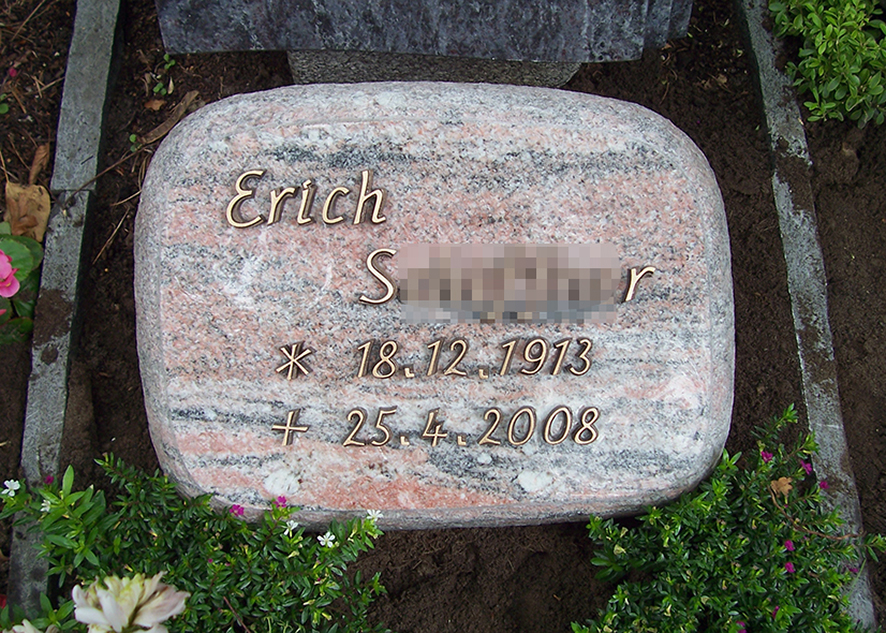 Erich
* 18.12.1913
+ 25.4.2008